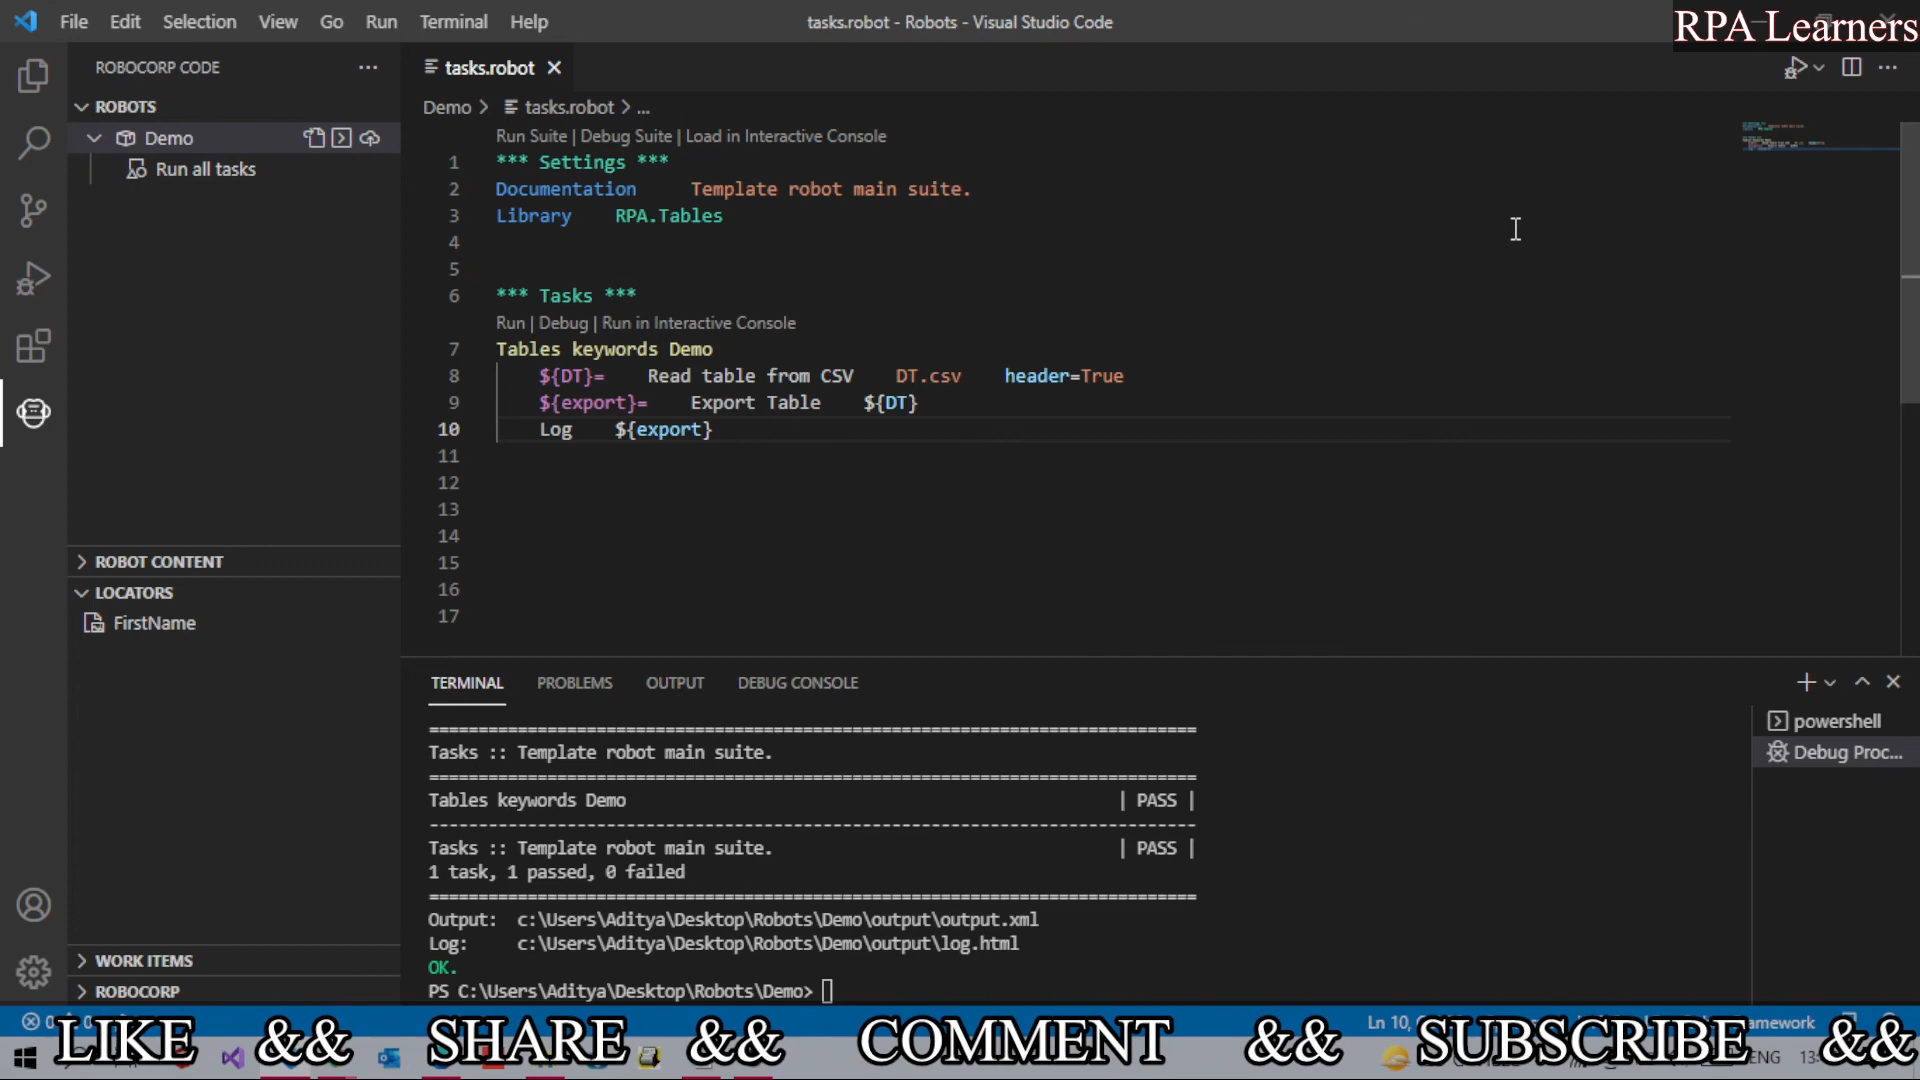 File Edit Selection View Go Run Terminal Help
tasks.robot - Robots - Visual Studio Code
RPA Learners
ROBOCORP CODE
tasks.robot
ROBOTS
Demo
Run all tasks
Demo > tasks.robot > ...
Run Suite | Debug Suite | Load in Interactive Console
1 *** Settings ***
2 Documentation Template robot main suite.
3 Library RPA.Tables
4
5
6 *** Tasks ***
Run | Debug | Run in Interactive Console
7 Tables keywords Demo
8 ${DT}= Read table from CSV DT.csv header=True
9 ${export}= Export Table ${DT}
10 Log ${export}
11
12
13
14
15
16
17
ROBOT CONTENT
LOCATORS
FirstName
WORK ITEMS
ROBOCORP
TERMINAL PROBLEMS OUTPUT DEBUG CONSOLE
powershell
Debug Proc...
==============================================================================
Tasks :: Template robot main suite.
==============================================================================
Tables keywords Demo | PASS |
------------------------------------------------------------------------------
Tasks :: Template robot main suite. | PASS |
1 task, 1 passed, 0 failed
==============================================================================
Output: c:\Users\Aditya\Desktop\Robots\Demo\output\output.xml
Log: c:\Users\Aditya\Desktop\Robots\Demo\output\log.html
OK.
PS C:\Users\Aditya\Desktop\Robots\Demo>
Ln 10,
LIKE && SHARE && COMMENT && SUBSCRIBE &&
ENG